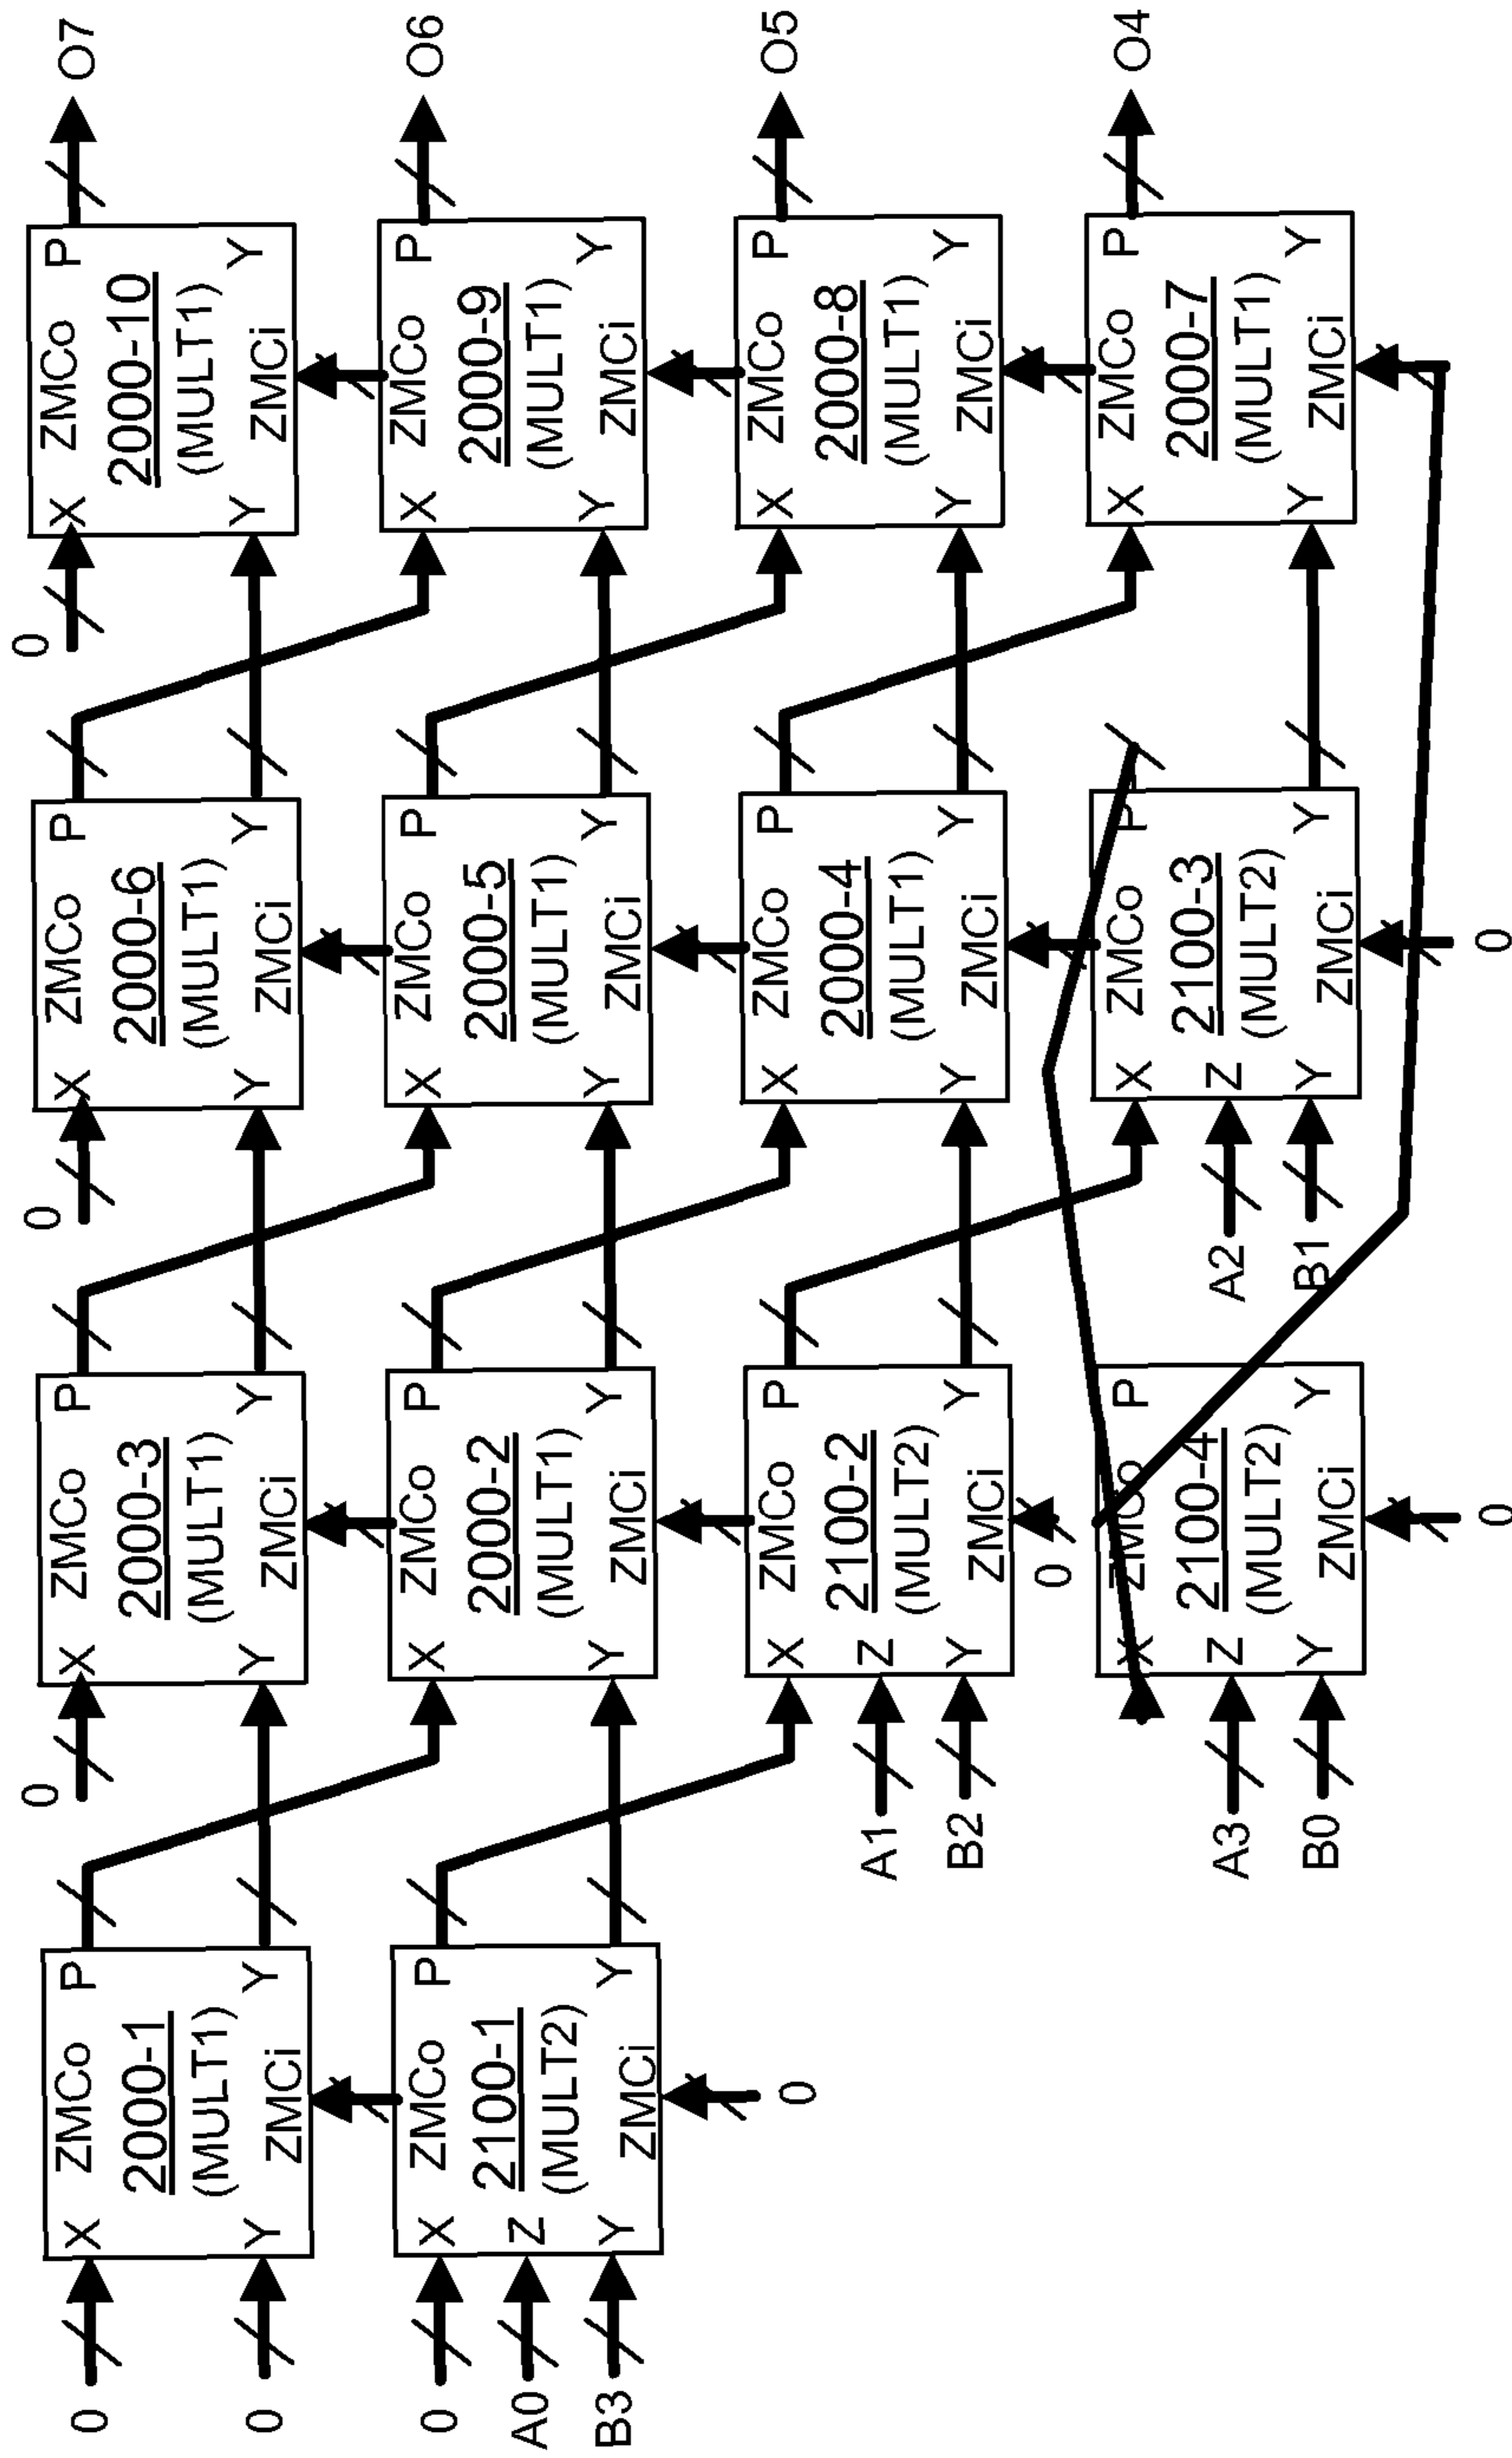 O7
O6
O5
O4
X ZMCo P
2000-10
(MULT1)
Y ZMCi Y
X ZMCo P
2000-9
(MULT1)
Y ZMCi Y
X ZMCo P
2000-8
(MULT1)
Y ZMCi Y
X ZMCo P
2000-7
(MULT1)
Y ZMCi Y
0
X ZMCo P
2000-6
(MULT1)
Y ZMCi Y
X ZMCo P
2000-5
(MULT1)
Y ZMCi Y
X ZMCo P
2000-4
(MULT1)
Y ZMCi Y
X ZMCo P
Z 2100-3
(MULT2)
Y ZMCi Y
0
0
A2
B1
X ZMCo P
2000-3
(MULT1)
Y ZMCi Y
X ZMCo P
2000-2
(MULT1)
Y ZMCi Y
X ZMCo P
Z 2100-2
(MULT2)
Y ZMCi Y
0
X ZMCo P
Z 2100-4
(MULT2)
Y ZMCi Y
0
0
A1
B2
A3
B0
X ZMCo P
2000-1
(MULT1)
Y ZMCi Y
X ZMCo P
Z 2100-1
(MULT2)
Y ZMCi Y
0
0
0
0
A0
B3